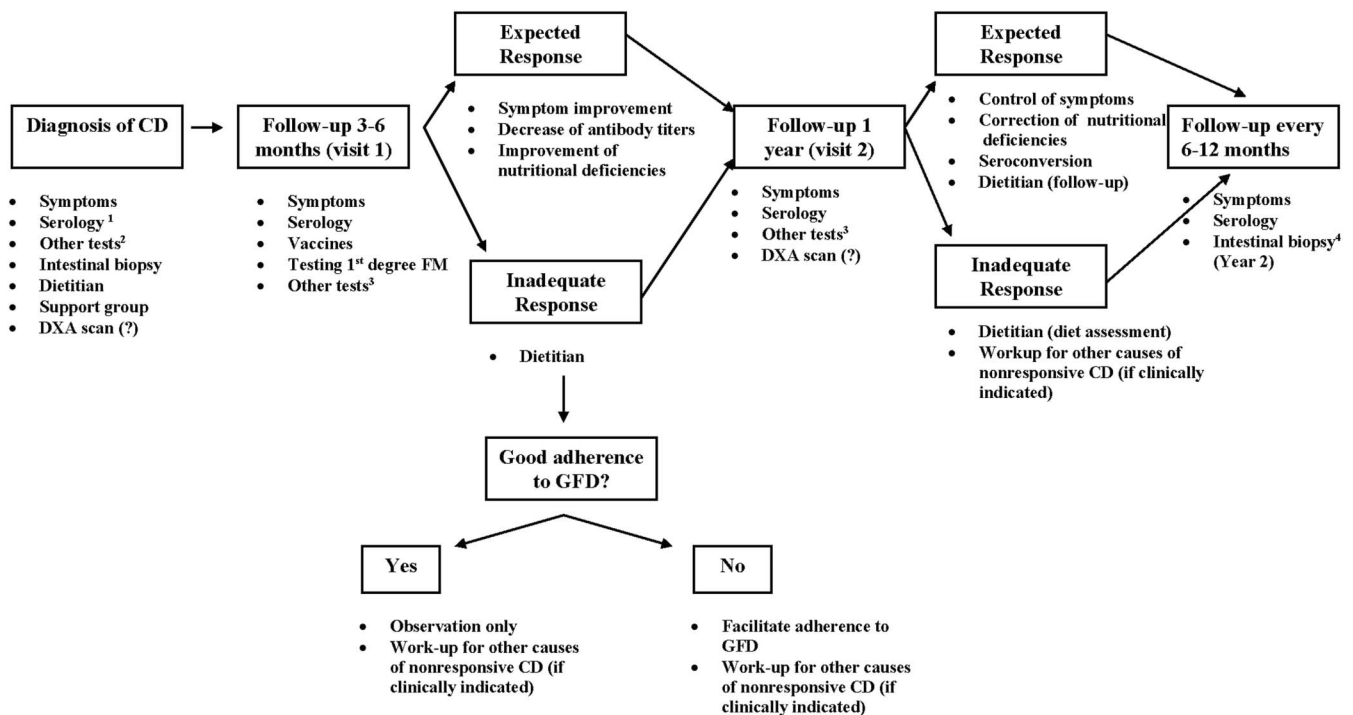 Diagnosis of CD
• Symptoms
• Serology ¹
• Other tests²
• Intestinal biopsy
• Dietitian
• Support group
• DXA scan (?)
Follow-up 3-6
months (visit 1)
• Symptoms
• Serology
• Vaccines
• Testing 1st degree FM
• Other tests³
Expected
Response
• Symptom improvement
• Decrease of antibody titers
• Improvement of
nutritional deficiencies
Inadequate
Response
• Dietitian
Good adherence
to GFD?
Yes
• Observation only
• Work-up for other causes
of nonresponsive CD (if
clinically indicated)
No
• Facilitate adherence to
GFD
• Work-up for other causes
of nonresponsive CD (if
clinically indicated)
Follow-up 1
year (visit 2)
• Symptoms
• Serology
• Other tests³
• DXA scan (?)
Expected
Response
• Control of symptoms
• Correction of nutritional
deficiencies
• Seroconversion
• Dietitian (follow-up)
Inadequate
Response
• Dietitian (diet assessment)
• Workup for other causes of
nonresponsive CD (if clinically
indicated)
Follow-up every
6-12 months
• Symptoms
• Serology
• Intestinal biopsy⁴
(Year 2)